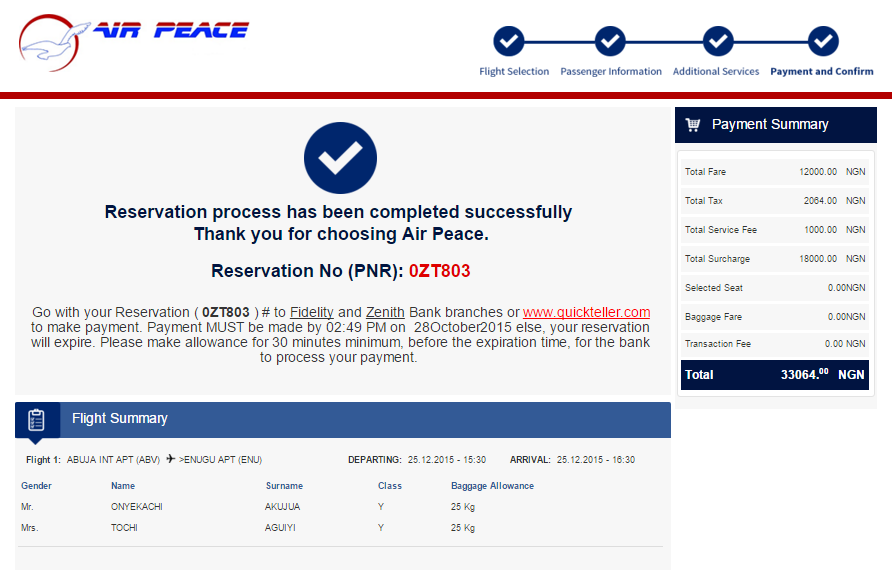 AIR PEACE
Flight Selection
Passenger Information
Additional Services
Payment and Confirm
Reservation process has been completed successfully
Thank you for choosing Air Peace.
Reservation No (PNR): 0ZT803
Go with your Reservation ( 0ZT803 ) # to Fidelity and Zenith Bank branches or www.quickteller.com
to make payment. Payment MUST be made by 02:49 PM on 28October2015 else, your reservation
will expire. Please make allowance for 30 minutes minimum, before the expiration time, for the bank
to process your payment.
Payment Summary
Total Fare 12000.00 NGN
Total Tax 2064.00 NGN
Total Service Fee 1000.00 NGN
Total Surcharge 18000.00 NGN
Selected Seat 0.00NGN
Baggage Fare 0.00NGN
Transaction Fee 0.00 NGN
Total 33064.00 NGN
Flight Summary
Flight 1: ABUJA INT APT (ABV) >ENUGU APT (ENU) DEPARTING: 25.12.2015 - 15:30 ARRIVAL: 25.12.2015 - 16:30
Gender Name Surname Class Baggage Allowance
Mr. ONYEKACHI AKUJUA Y 25 Kg
Mrs. TOCHI AGUIYI Y 25 Kg